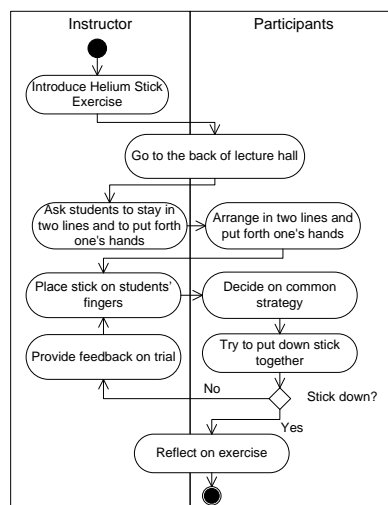 Instructor
Participants
Introduce Helium Stick
Exercise
Go to the back of lecture hall
Ask students to stay in
two lines and to put forth
one's hands
Arrange in two lines and
put forth one's hands
Place stick on students'
fingers
Decide on common
strategy
Provide feedback on trial
Try to put down stick
together
No
Stick down?
Yes
Reflect on exercise